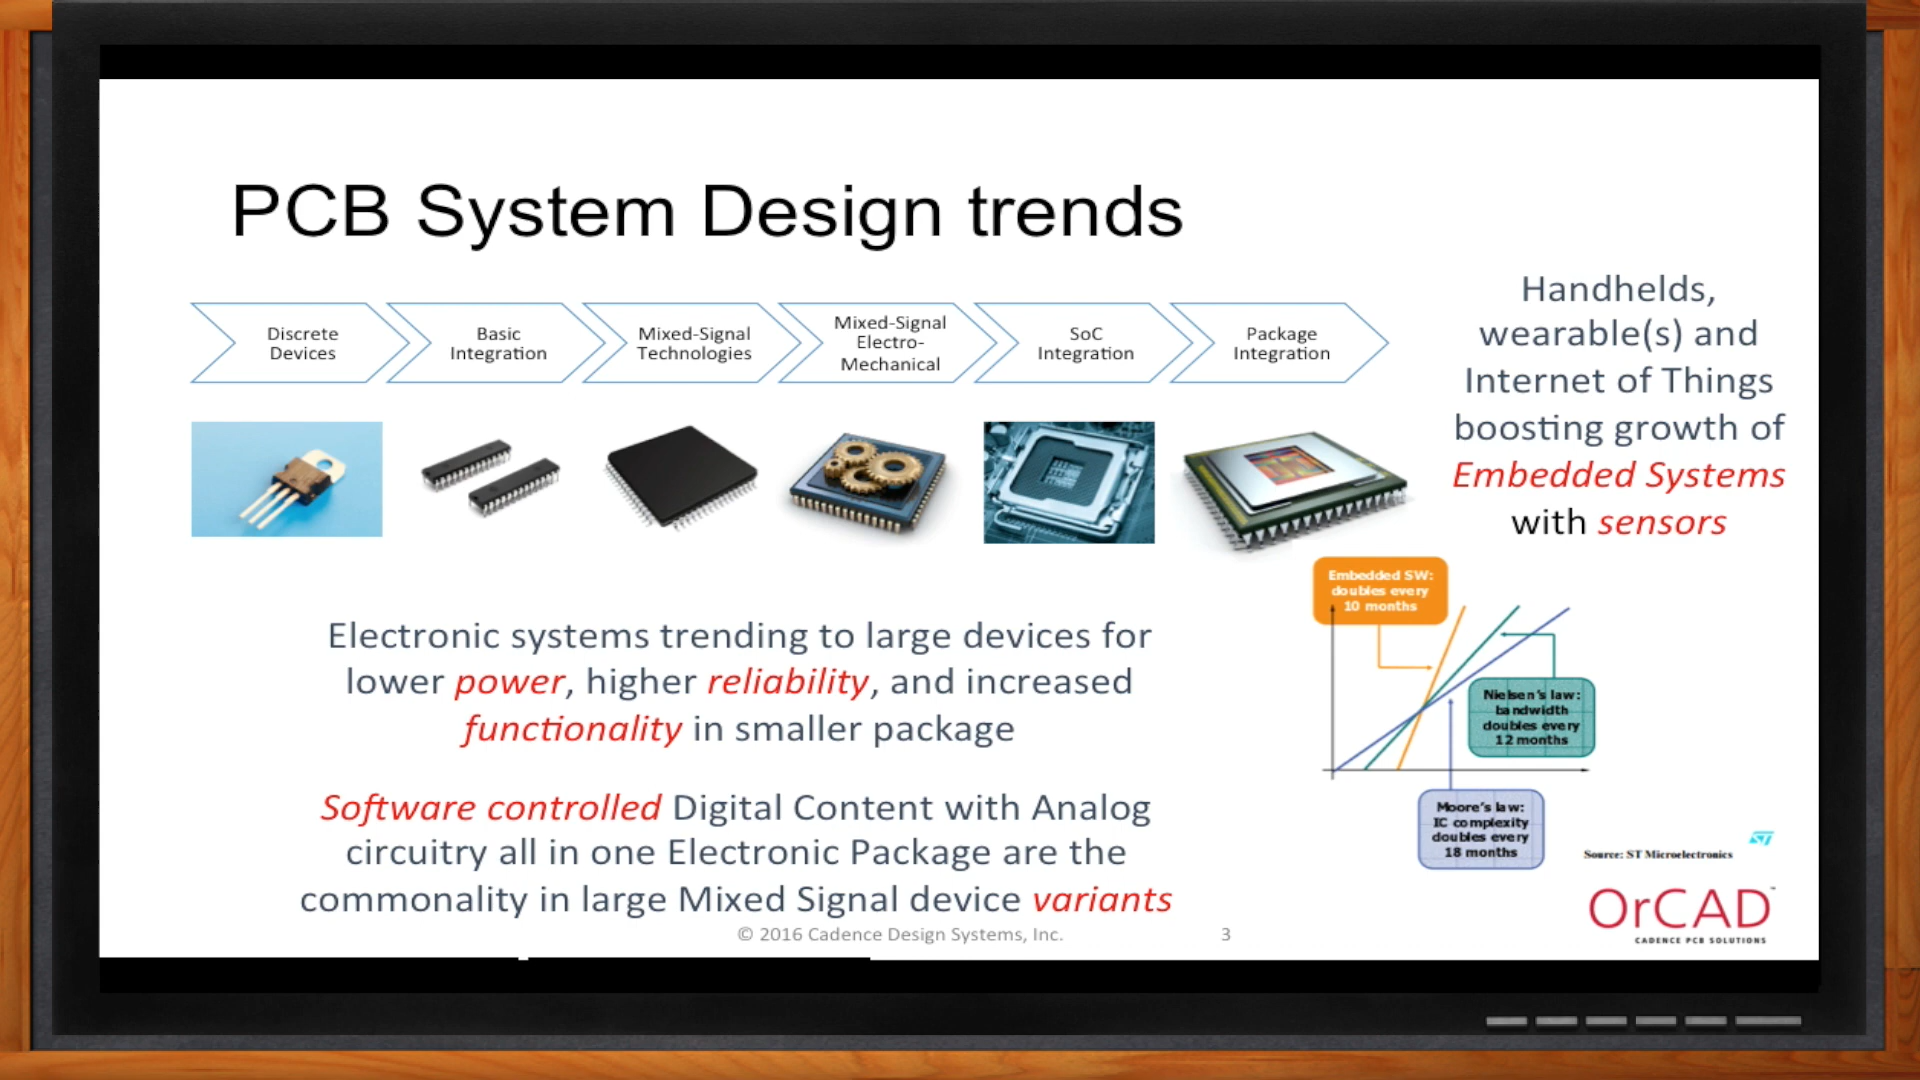 PCB System Design trends
Discrete
Devices
Basic
Integration
Mixed-Signal
Technologies
Mixed-Signal
Electro-
Mechanical
SoC
Integration
Package
Integration
Handhelds,
wearable(s) and
Internet of Things
boosting growth of
Embedded Systems
with sensors
Electronic systems trending to large devices for
lower power, higher reliability, and increased
functionality in smaller package
Software controlled Digital Content with Analog
circuitry all in one Electronic Package are the
commonality in large Mixed Signal device variants
Embedded SW:
doubles every
10 months
Nielsen's law:
bandwidth
doubles every
12 months
Moore's law:
IC complexity
doubles every
18 months
ST
Source: ST Microelectronics
OrCAD™
CADENCE PCB SOLUTIONS
© 2016 Cadence Design Systems, Inc.
3